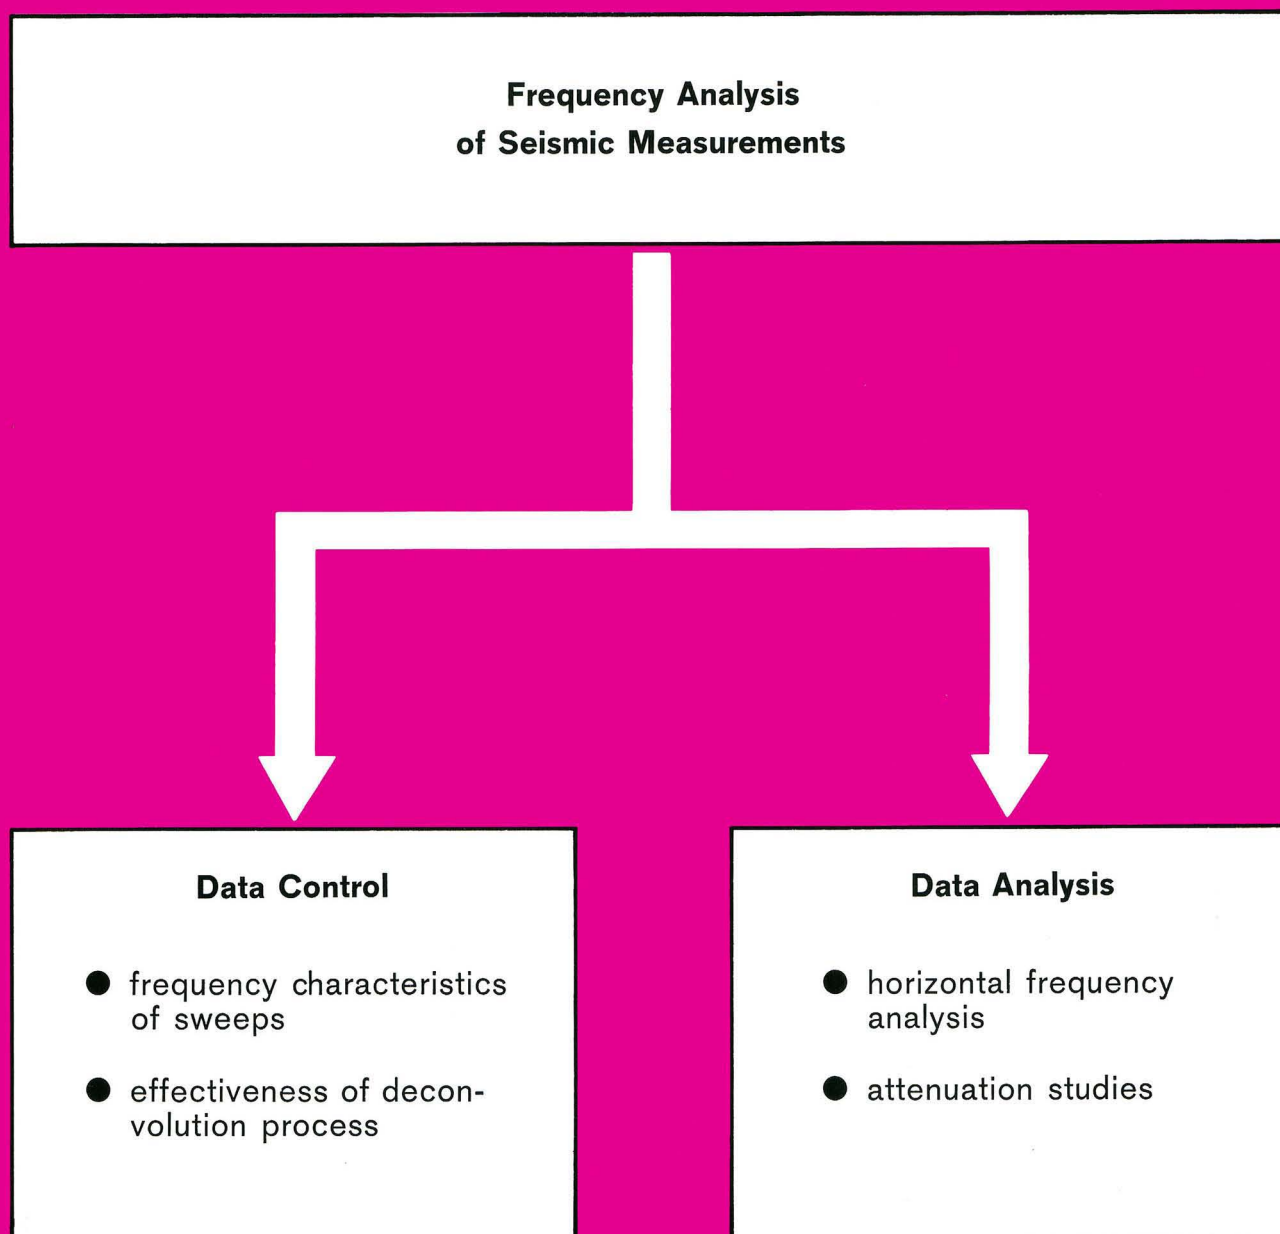 Frequency Analysis
of Seismic Measurements
Data Control
● frequency characteristics
of sweeps
● effectiveness of decon-
volution process
Data Analysis
● horizontal frequency
analysis
● attenuation studies